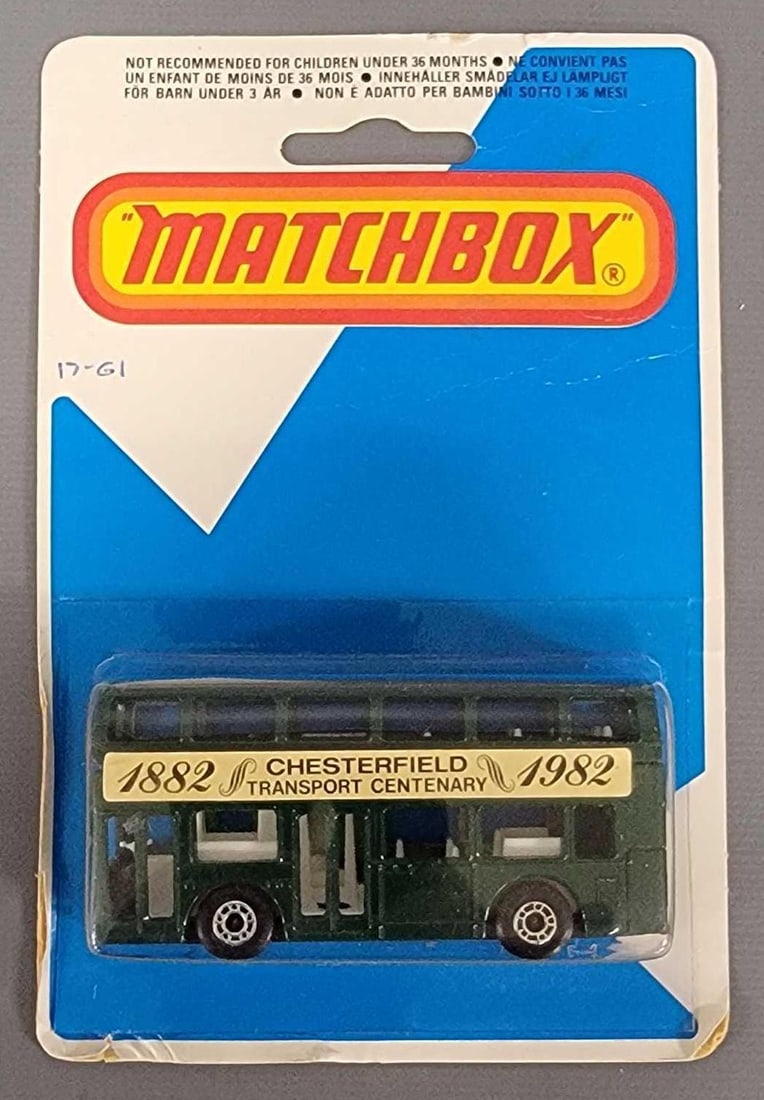 NOT RECOMMENDED FOR CHILDREN UNDER 36 MONTHS ● NE CONVIENT PAS
UN ENFANT DE MOINS DE 36 MOIS ● INNEHÅLLER SMÅDELAR EJ LÄMPLIGT
FÖR BARN UNDER 3 ÅR ● NON È ADATTO PER BAMBINI SOTTO I 36 MESI
"MATCHBOX"®
17-G1
1882 CHESTERFIELD TRANSPORT CENTENARY 1982